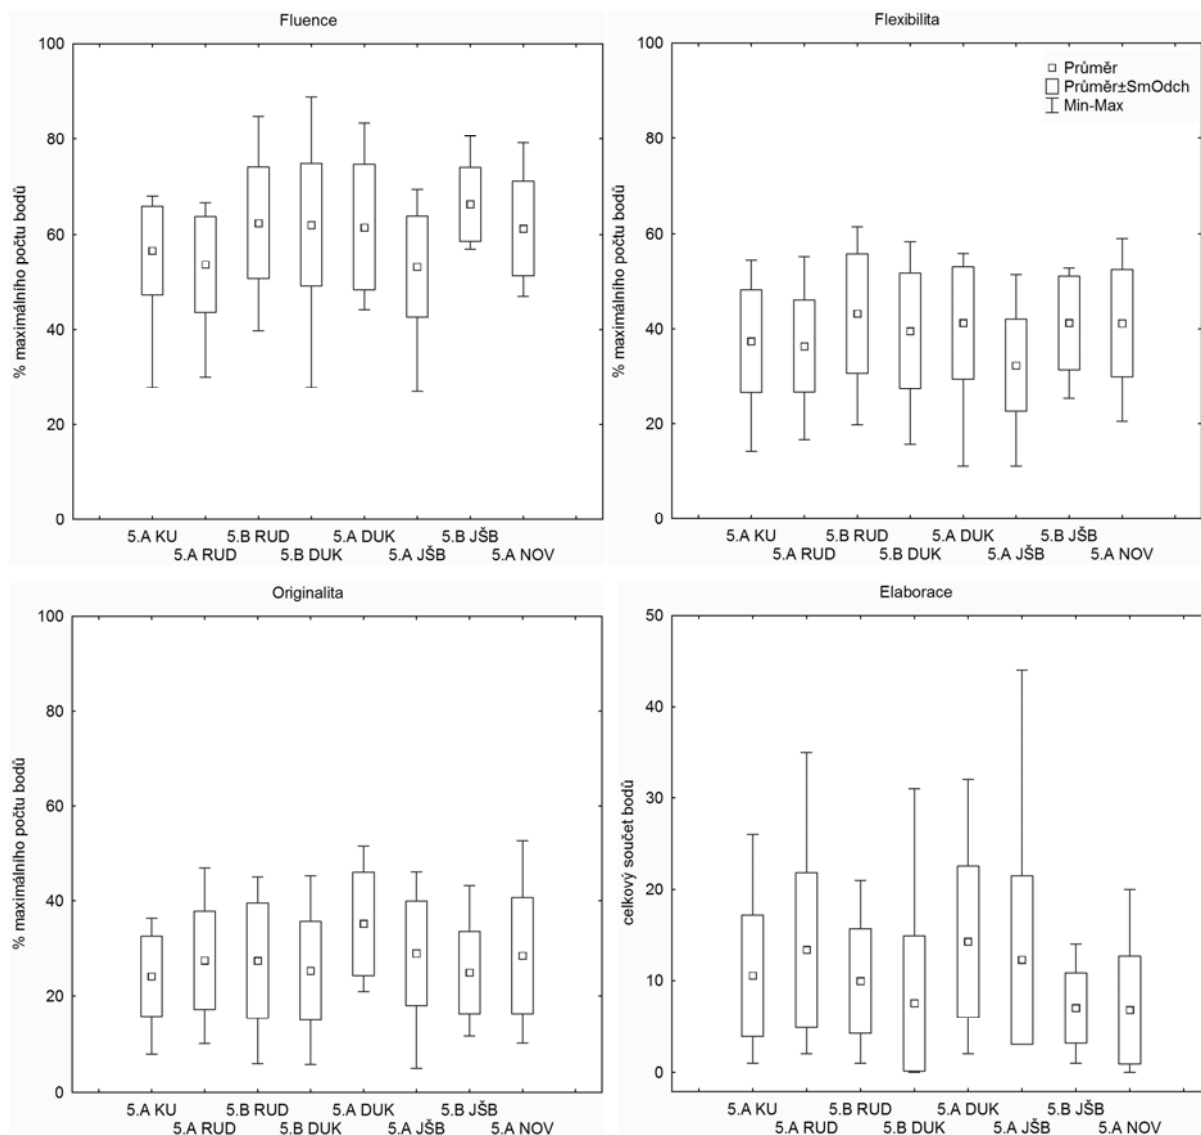 Fluence
100
80
60
40
20
0
% maximálního počtu bodů
5.A KU 5.B RUD 5.A DUK 5.B JŠB
5.A RUD 5.B DUK 5.A JŠB 5.A NOV
Flexibilita
Průměr
Průměr±SmOdch
Min-Max
100
80
60
40
20
0
% maximálního počtu bodů
5.A KU 5.B RUD 5.A DUK 5.B JŠB
5.A RUD 5.B DUK 5.A JŠB 5.A NOV
Originalita
100
80
60
40
20
0
% maximálního počtu bodů
5.A KU 5.B RUD 5.A DUK 5.B JŠB
5.A RUD 5.B DUK 5.A JŠB 5.A NOV
Elaborace
50
40
30
20
10
0
celkový součet bodů
5.A KU 5.B RUD 5.A DUK 5.B JŠB
5.A RUD 5.B DUK 5.A JŠB 5.A NOV